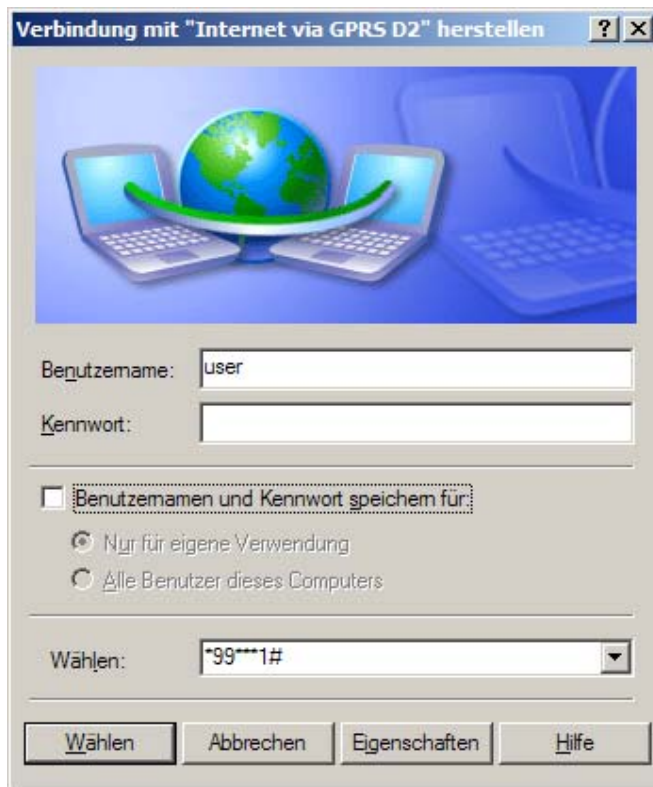 Verbindung mit "Internet via GPRS D2" herstellen ? X
Benutzername: user
Kennwort:
Benutzernamen und Kennwort speichern für:
Nur für eigene Verwendung
Alle Benutzer dieses Computers
Wählen: *99***1#
Wählen Abbrechen Eigenschaften Hilfe